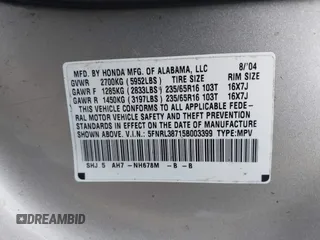 MFD. BY HONDA MFG. OF ALABAMA, LLC 8/'04
GVWR 2700KG (5952LBS) TIRE SIZE RIM SIZE
GAWR F 1285KG (2833LBS) 235/65R16 103T 16X7J
GAWR R 1450KG (3197LBS) 235/65R16 103T 16X7J
THIS VEHICLE CONFORMS TO ALL APPLICABLE FEDE-
RAL MOTOR VEHICLE SAFETY AND THEFT PREVENTION
STANDARDS IN EFFECT ON THE DATE OF MANUFACTURE
SHOWN ABOVE. V.I.N.: 5FNRL38715B003399 TYPE:MPV
SHJ 5 AH7 - NH678M - B - B
DREAMBID